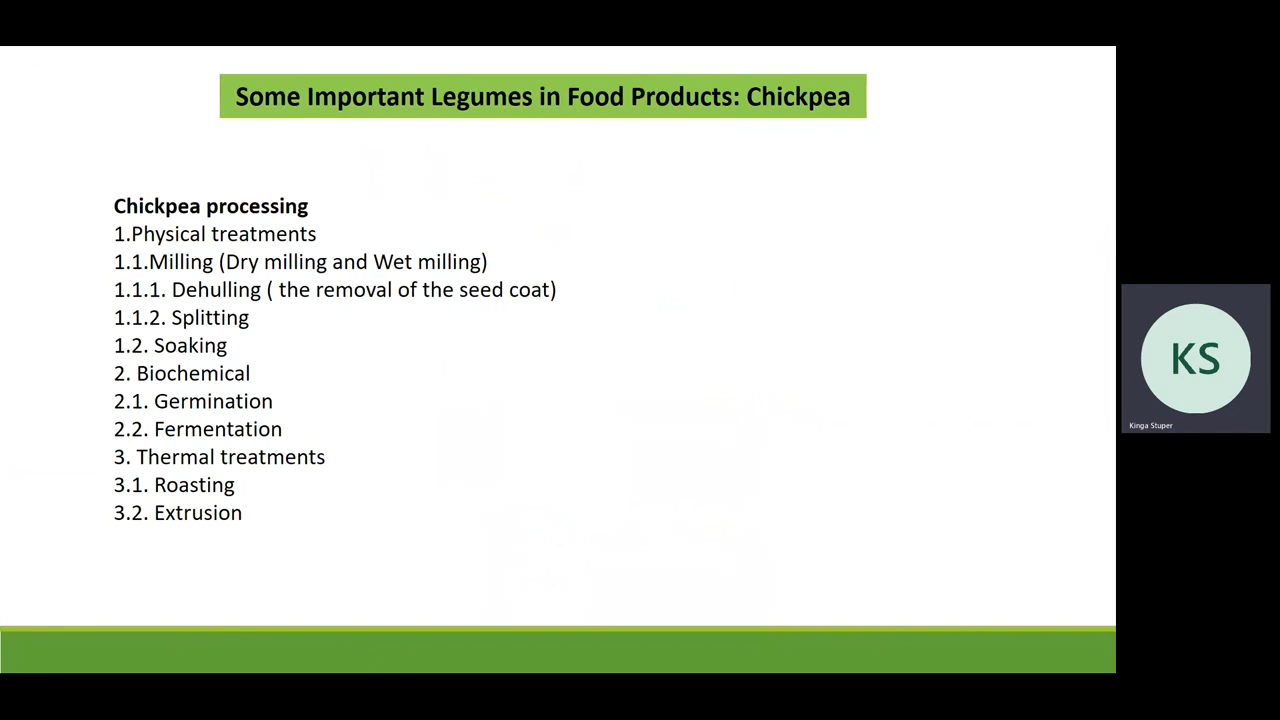 Some Important Legumes in Food Products: Chickpea
Chickpea processing
1.Physical treatments
1.1.Milling (Dry milling and Wet milling)
1.1.1. Dehulling ( the removal of the seed coat)
1.1.2. Splitting
1.2. Soaking
2. Biochemical
2.1. Germination
2.2. Fermentation
3. Thermal treatments
3.1. Roasting
3.2. Extrusion
KS
Kinga Stuper